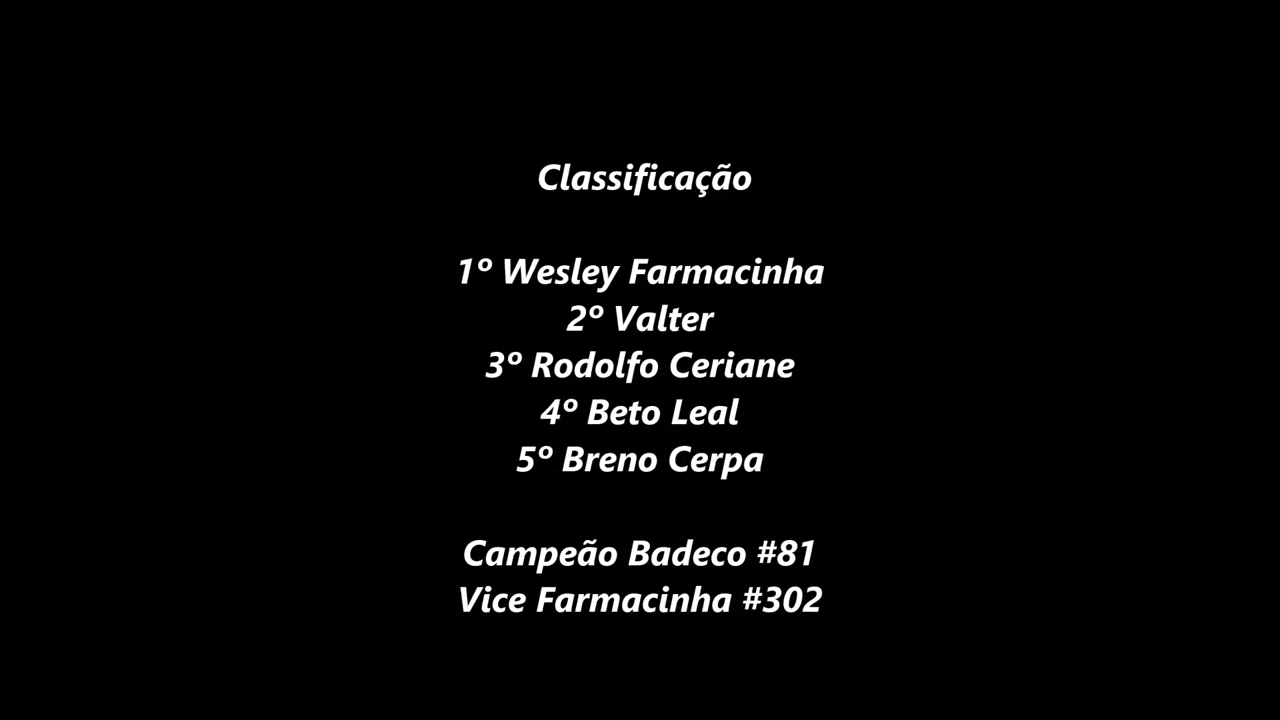 Classificação
1º Wesley Farmacinha
2º Valter
3º Rodolfo Ceriane
4º Beto Leal
5º Breno Cerpa
Campeão Badeco #81
Vice Farmacinha #302